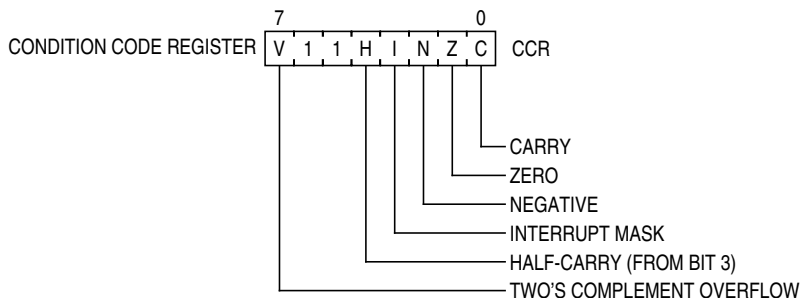 7 0
CONDITION CODE REGISTER V 1 1 H I N Z C CCR
CARRY
ZERO
NEGATIVE
INTERRUPT MASK
HALF-CARRY (FROM BIT 3)
TWO'S COMPLEMENT OVERFLOW